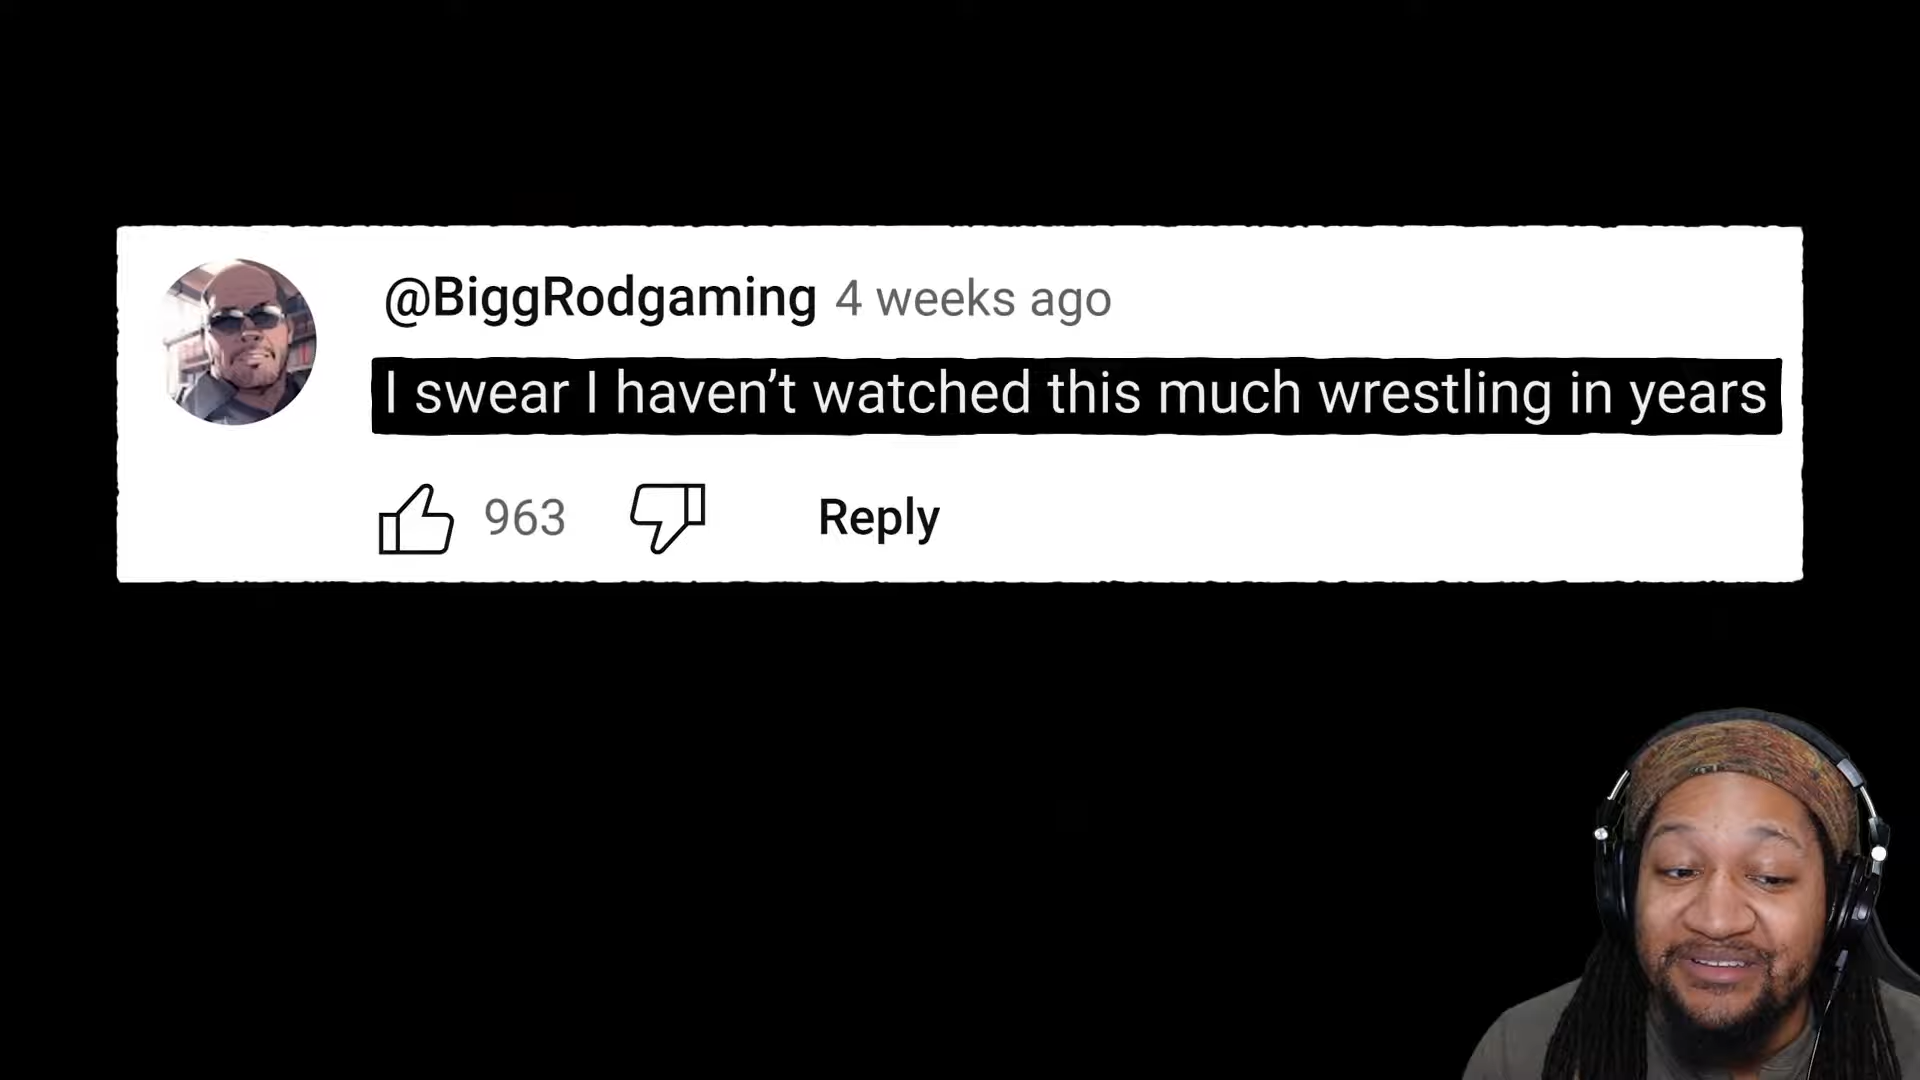 @BiggRodgaming 4 weeks ago
I swear I haven’t watched this much wrestling in years
963 Reply